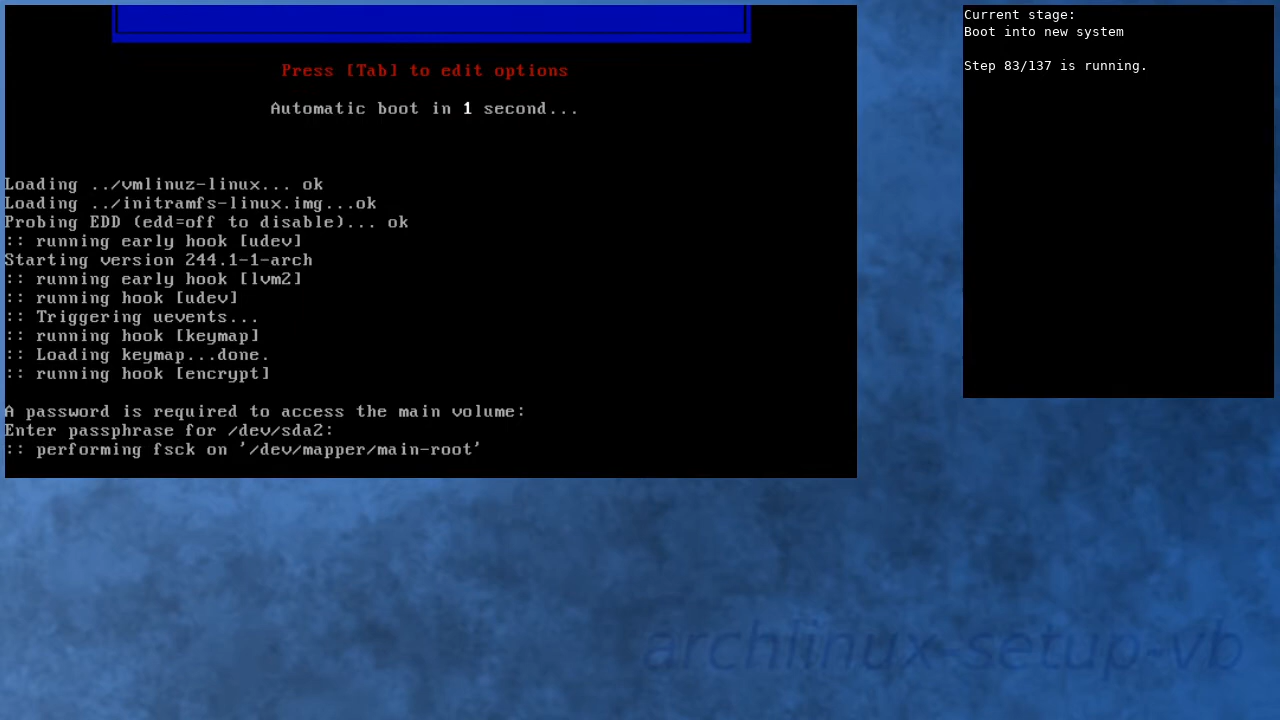 Press [Tab] to edit options
Automatic boot in 1 second...
Loading ../vmlinuz-linux... ok
Loading ../initramfs-linux.img...ok
Probing EDD (edd=off to disable)... ok
:: running early hook [udev]
Starting version 244.1-1-arch
:: running early hook [lvm2]
:: running hook [udev]
:: Triggering uevents...
:: running hook [keymap]
:: Loading keymap...done.
:: running hook [encrypt]
A password is required to access the main volume:
Enter passphrase for /dev/sda2:
:: performing fsck on '/dev/mapper/main-root'
Current stage:
Boot into new system
Step 83/137 is running.
archlinux-setup-vb